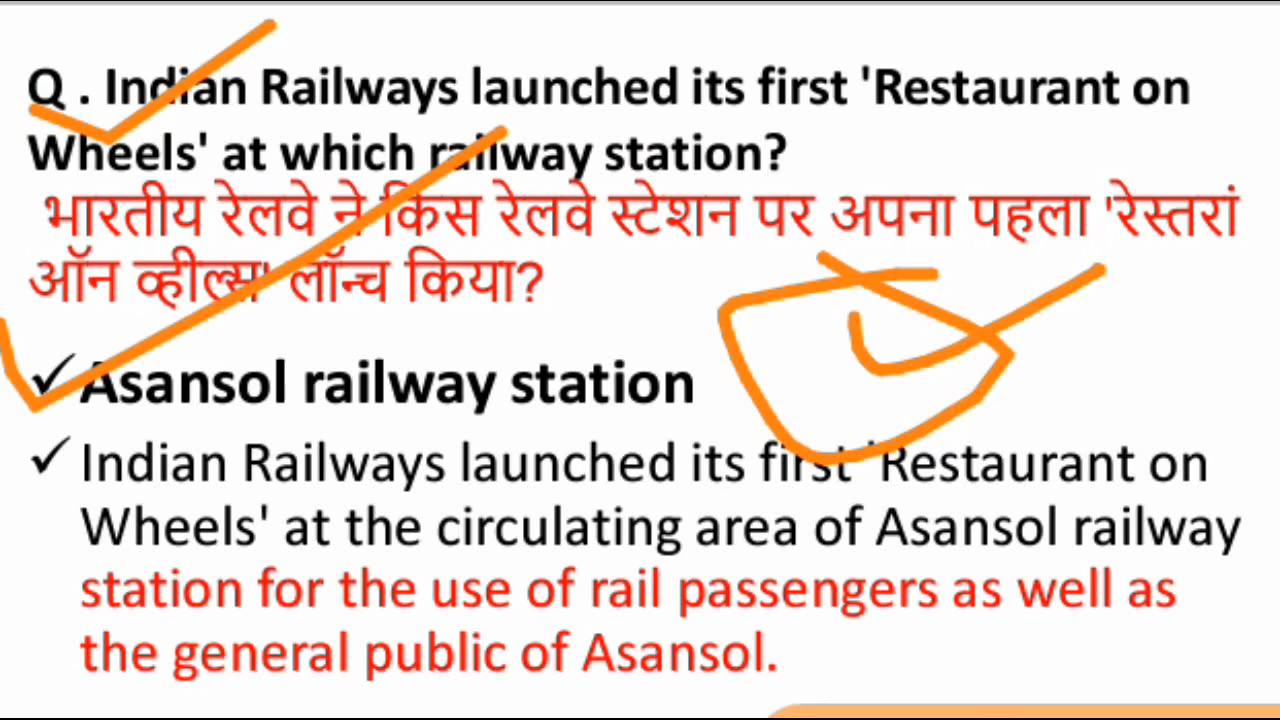 Q . Indian Railways launched its first 'Restaurant on
Wheels' at which railway station?
भारतीय रेलवे ने किस रेलवे स्टेशन पर अपना पहला 'रेस्तरां
ऑन व्हील्स' लॉन्च किया?
✓ Asansol railway station
✓ Indian Railways launched its first 'Restaurant on
Wheels' at the circulating area of Asansol railway
station for the use of rail passengers as well as
the general public of Asansol.